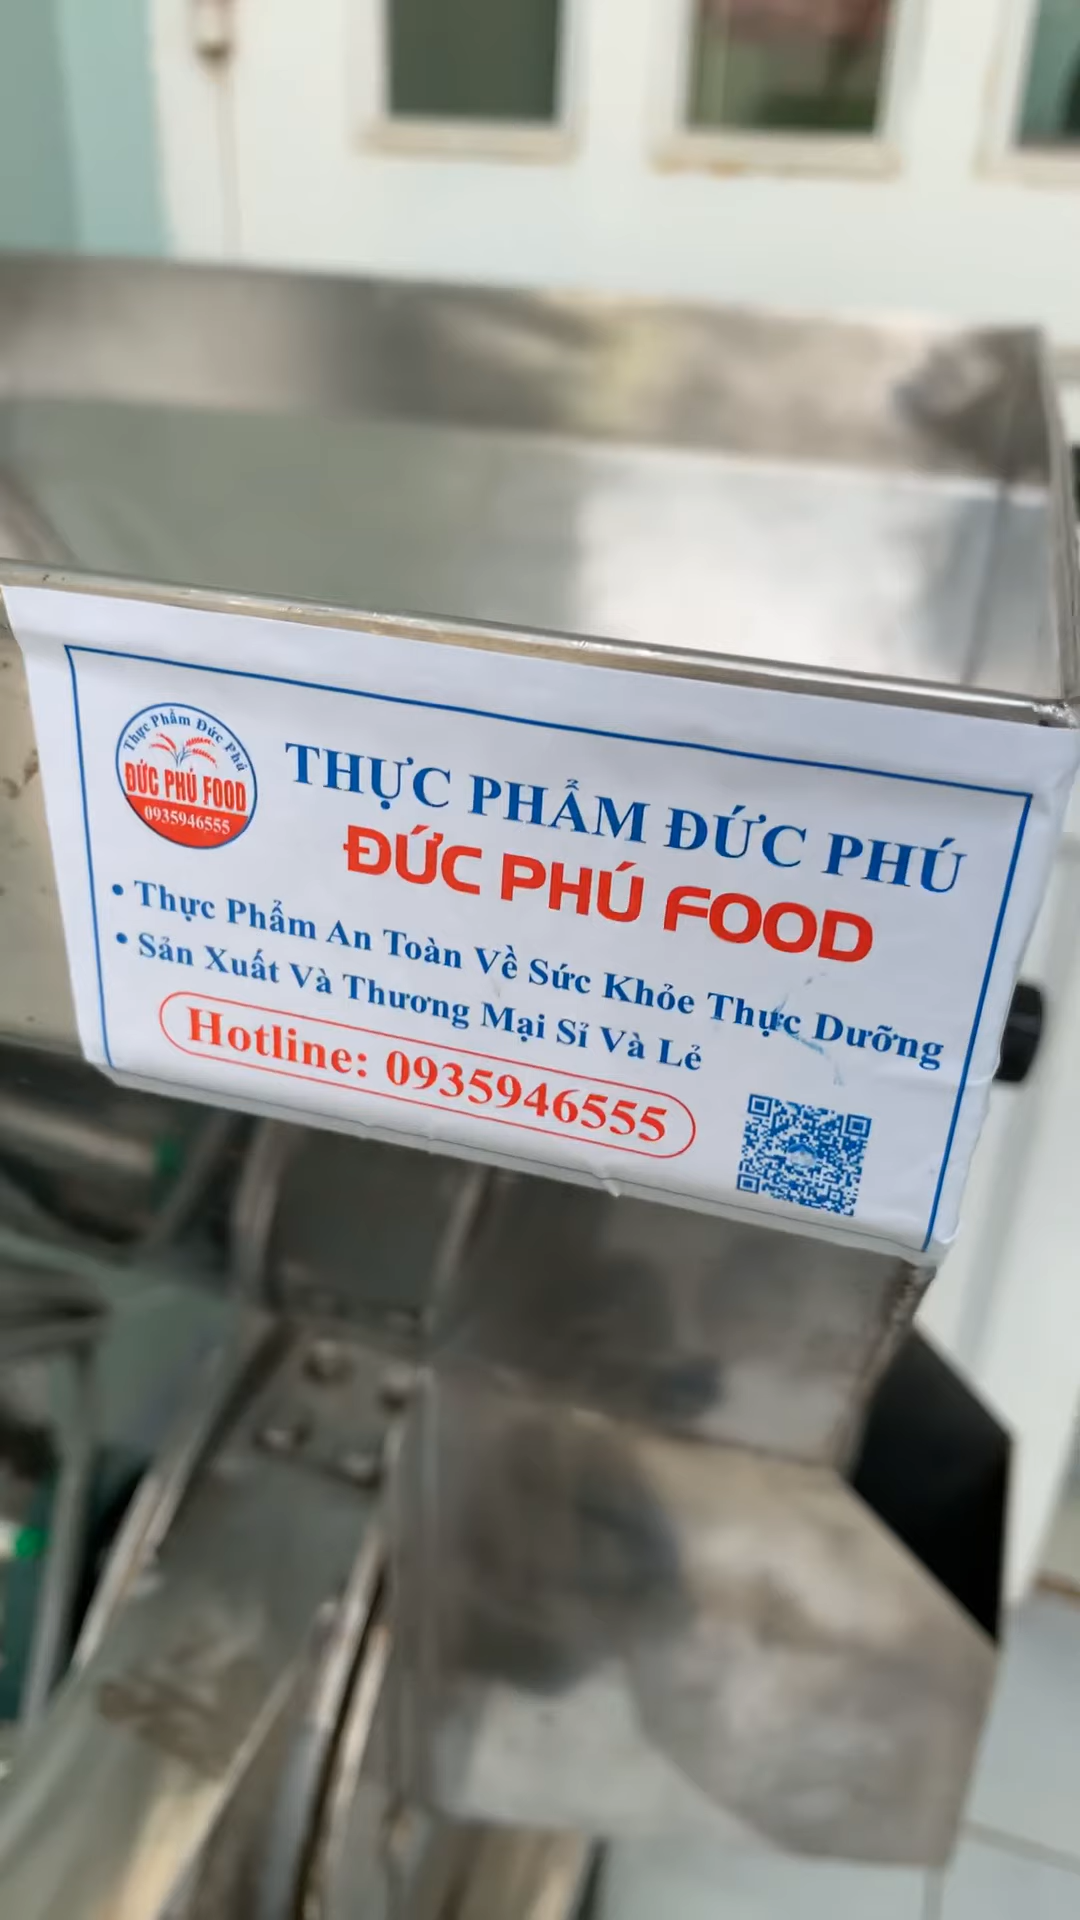 Thực Phẩm Đức Phú
ĐỨC PHÚ FOOD
0935946555
THỰC PHẨM ĐỨC PHÚ
ĐỨC PHÚ FOOD
• Thực Phẩm An Toàn Về Sức Khỏe Thực Dưỡng
• Sản Xuất Và Thương Mại Sỉ Và Lẻ
Hotline: 0935946555